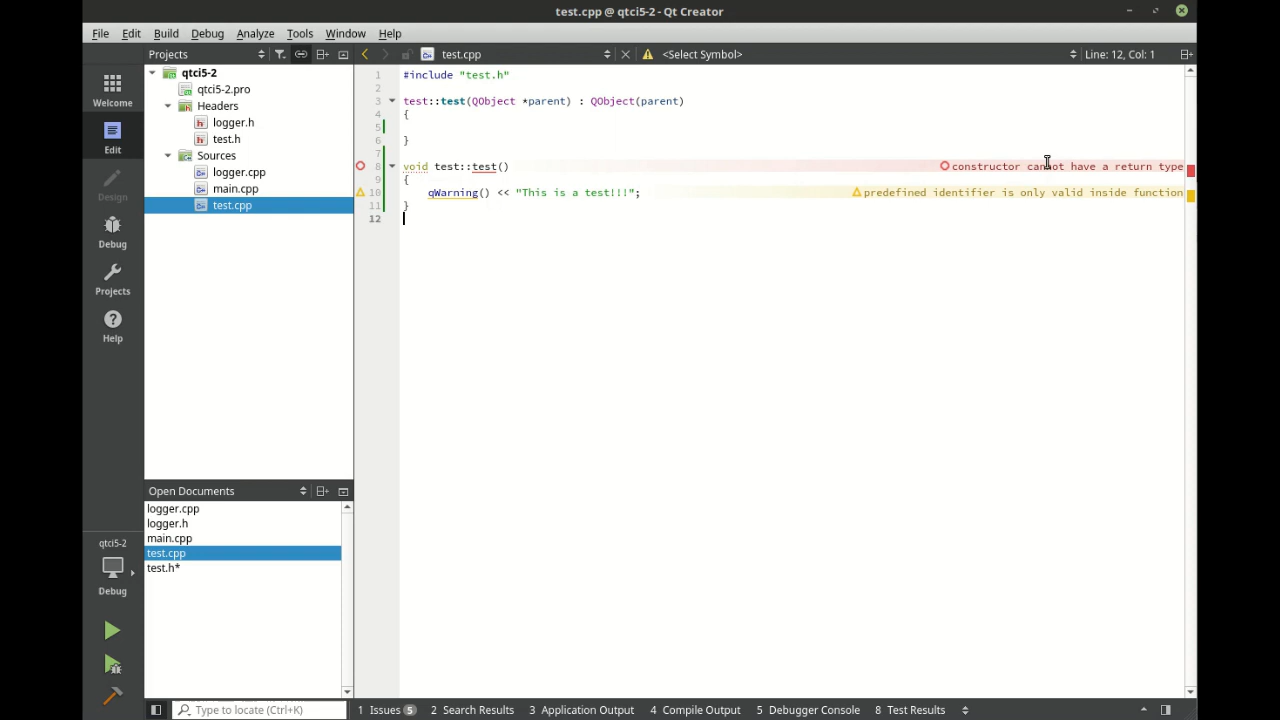 test.cpp @ qtci5-2 - Qt Creator
File Edit Build Debug Analyze Tools Window Help
Projects
test.cpp
<Select Symbol>
Line: 12, Col: 1
Welcome
Edit
Design
Debug
Projects
Help
qtci5-2
Debug
qtci5-2
qtci5-2.pro
Headers
logger.h
test.h
Sources
logger.cpp
main.cpp
test.cpp
Open Documents
logger.cpp
logger.h
main.cpp
test.cpp
test.h*
1 #include "test.h"
2
3 test::test(QObject *parent) : QObject(parent)
4 {
5
6 }
7
8 void test::test() constructor cannot have a return type
9 {
10 qWarning() << "This is a test!!!"; predefined identifier is only valid inside function
11 }
12
Type to locate (Ctrl+K)
1 Issues 5 2 Search Results 3 Application Output 4 Compile Output 5 Debugger Console 8 Test Results